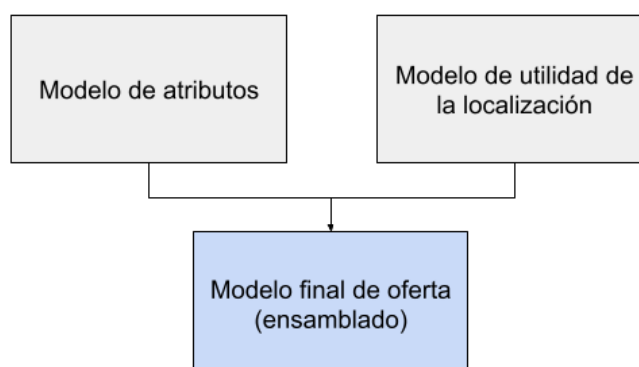 Modelo de atributos
Modelo de utilidad de
la localización
Modelo final de oferta
(ensamblado)